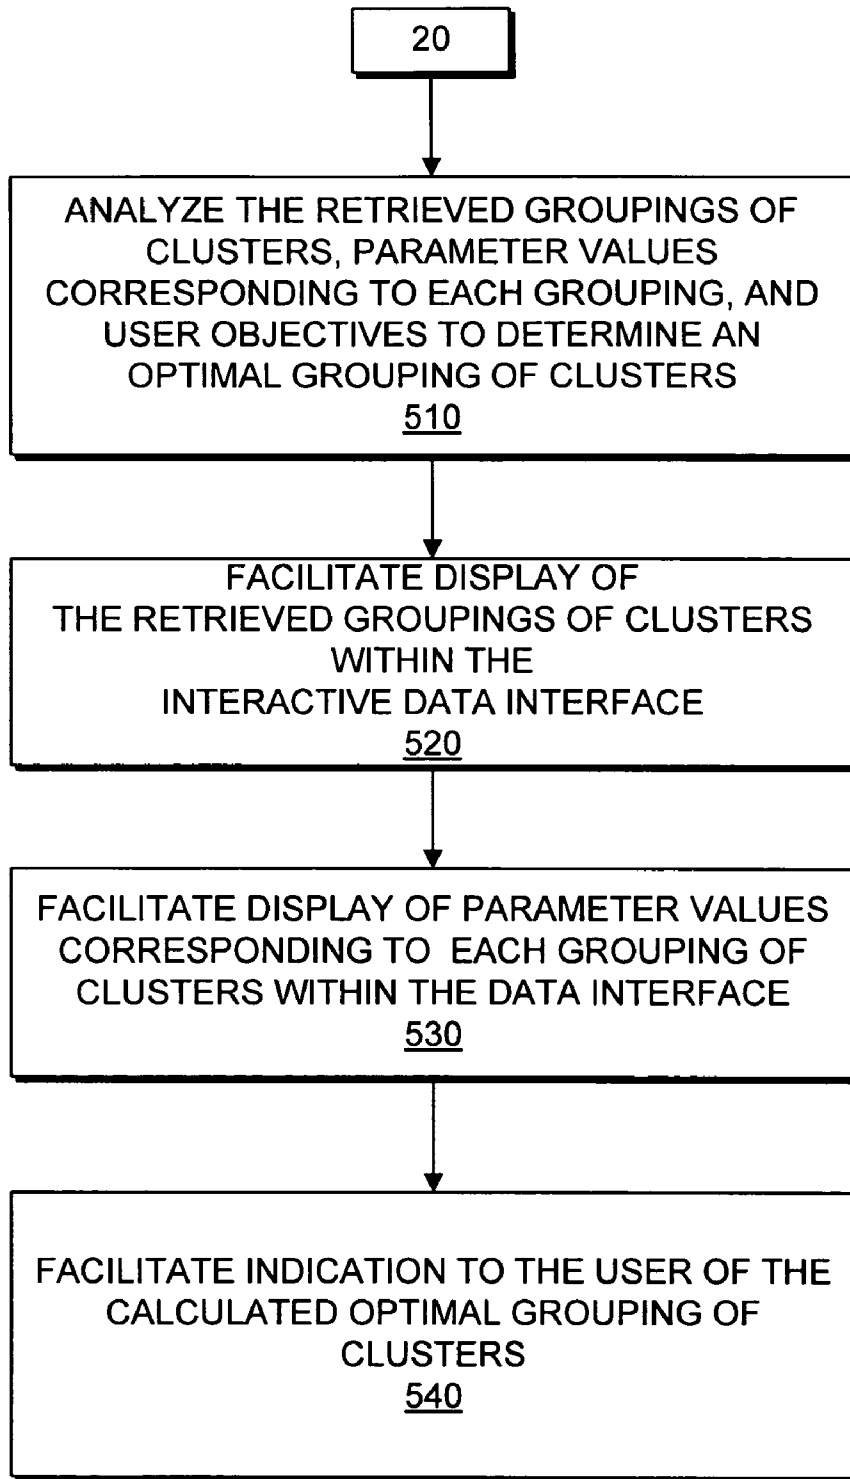 20
ANALYZE THE RETRIEVED GROUPINGS OF
CLUSTERS, PARAMETER VALUES
CORRESPONDING TO EACH GROUPING, AND
USER OBJECTIVES TO DETERMINE AN
OPTIMAL GROUPING OF CLUSTERS
510
FACILITATE DISPLAY OF
THE RETRIEVED GROUPINGS OF CLUSTERS
WITHIN THE
INTERACTIVE DATA INTERFACE
520
FACILITATE DISPLAY OF PARAMETER VALUES
CORRESPONDING TO EACH GROUPING OF
CLUSTERS WITHIN THE DATA INTERFACE
530
FACILITATE INDICATION TO THE USER OF THE
CALCULATED OPTIMAL GROUPING OF
CLUSTERS
540